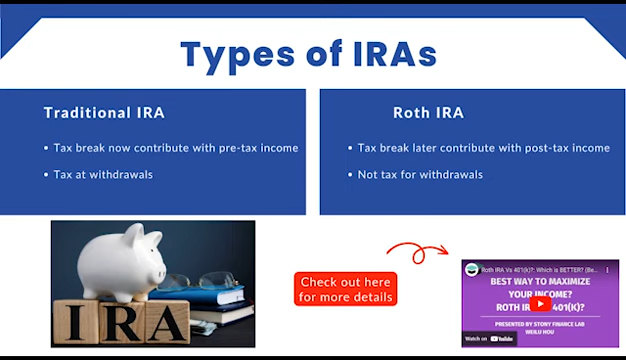 Types of IRAs
Traditional IRA
• Tax break now contribute with pre-tax income
• Tax at withdrawals
Roth IRA
• Tax break later contribute with post-tax income
• Not tax for withdrawals
IRA
Check out here
for more details
Roth IRA Vs 401(k)?: Which is BETTER? (Be...
BEST WAY TO MAXIMIZE
YOUR INCOME?
ROTH IR 401(K)?
PRESENTED BY STONY FINANCE LAB
WEILU HOU
Watch on YouTube